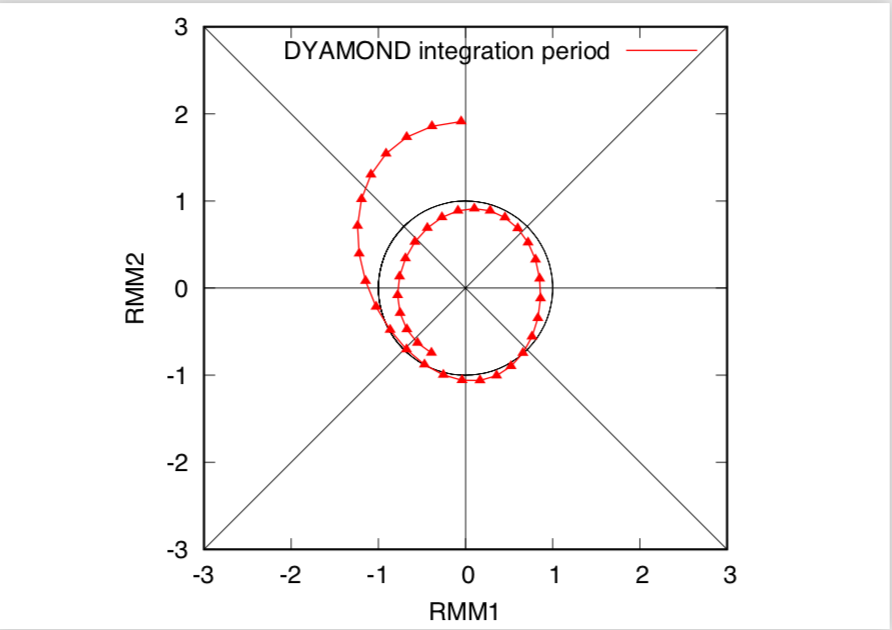 DYAMOND integration period
3
2
1
0
-1
-2
-3
RMM2
-3 -2 -1 0 1 2 3
RMM1